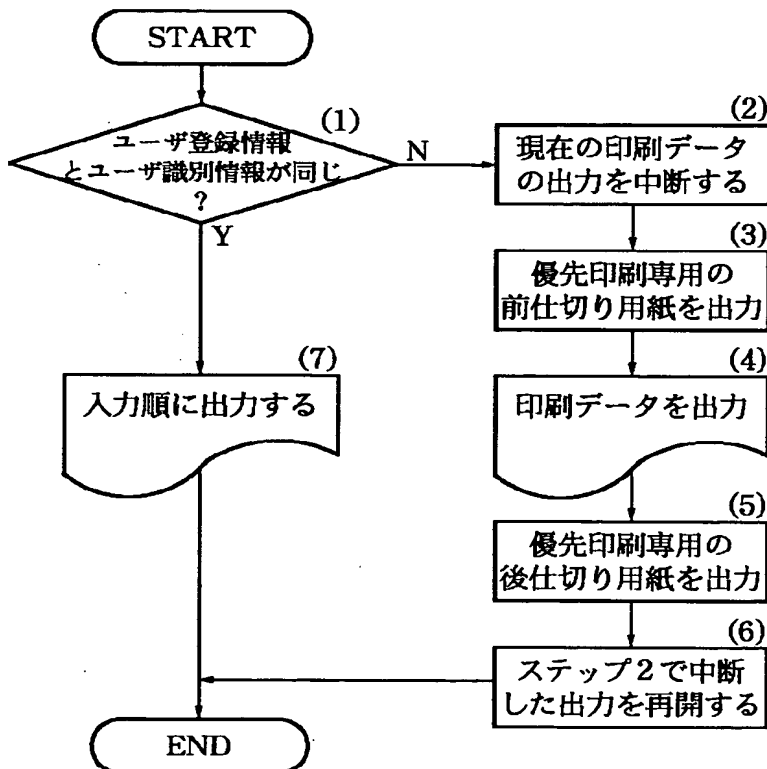 START
(1)
ユーザ登録情報
とユーザ識別情報が同じ
?
N
Y
(2)
現在の印刷データ
の出力を中断する
(3)
優先印刷専用の
前仕切り用紙を出力
(4)
印刷データを出力
(5)
優先印刷専用の
後仕切り用紙を出力
(6)
ステップ2で中断
した出力を再開する
(7)
入力順に出力する
END